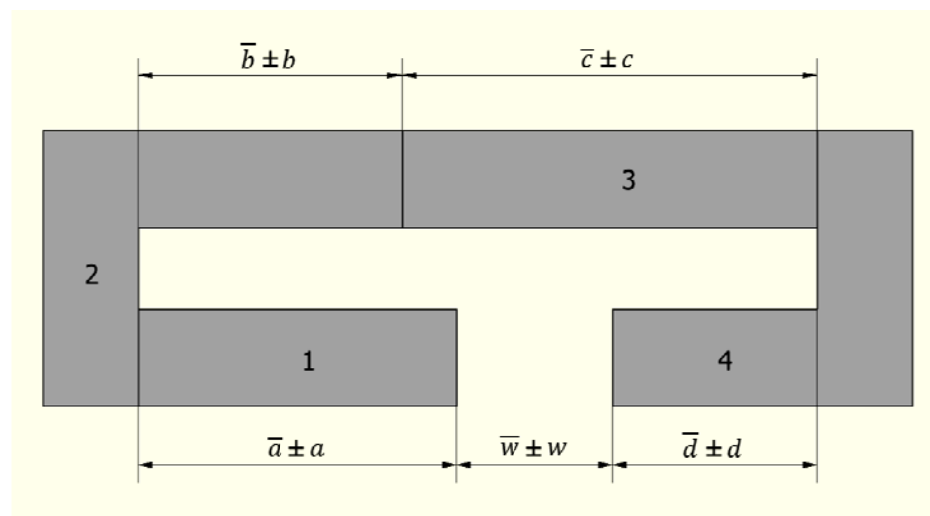 b̅ ± b
c̅ ± c
3
2
1
4
a̅ ± a
w̅ ± w
d̅ ± d